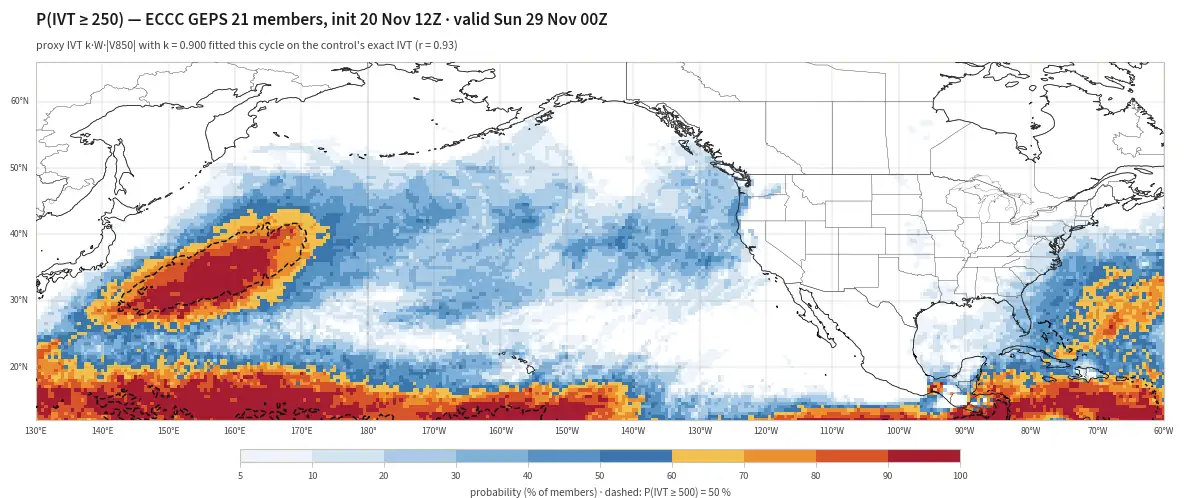 P(IVT ≥ 250) — ECCC GEPS 21 members, init 20 Nov 12Z · valid Sun 29 Nov 00Z
proxy IVT k·W·|V850| with k = 0.900 fitted this cycle on the control's exact IVT (r = 0.93)
60°N
50°N
40°N
30°N
20°N
130°E 140°E 150°E 160°E 170°E 180° 170°W 160°W 150°W 140°W 130°W 120°W 110°W 100°W 90°W 80°W 70°W 60°W
5 10 20 30 40 50 60 70 80 90 100
probability (% of members) · dashed: P(IVT ≥ 500) = 50 %